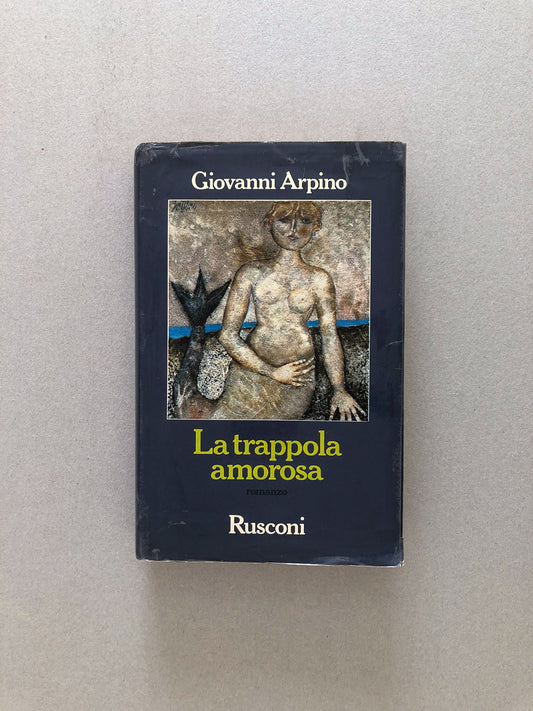 Giovanni Arpino
La trappola
amorosa
romanzo
Rusconi